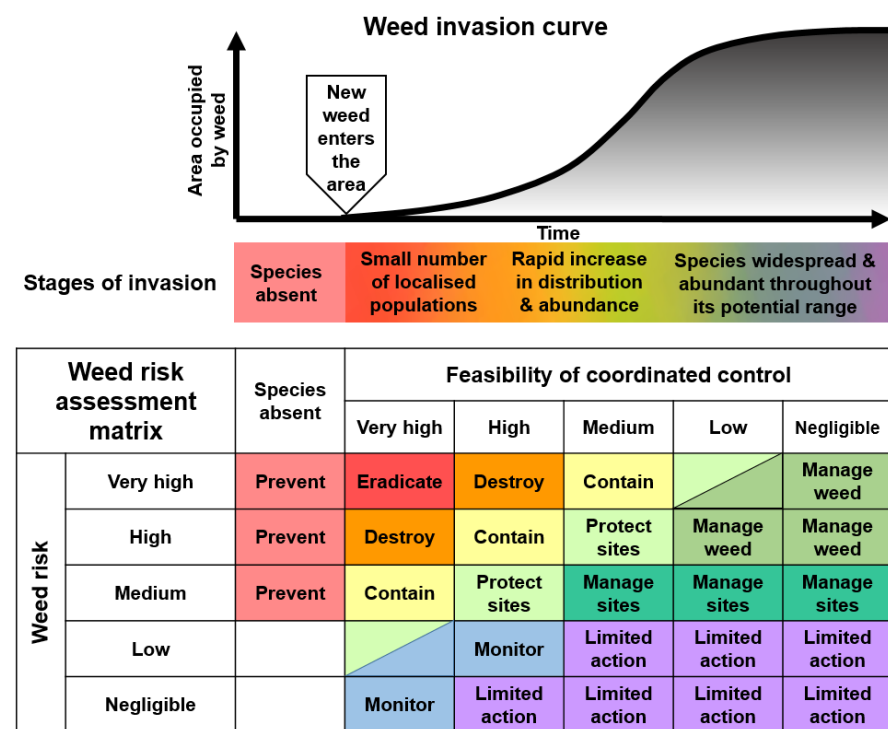 Weed invasion curve
Area occupied
by weed
New
weed
enters
the
area
Time
Stages of invasion
Species
absent
Small number
of localised
populations
Rapid increase
in distribution
& abundance
Species widespread &
abundant throughout
its potential range
Weed risk
assessment
matrix
Species
absent
Feasibility of coordinated control
Very high
High
Medium
Low
Negligible
Weed risk
Very high
Prevent
Eradicate
Destroy
Contain
Manage
weed
High
Prevent
Destroy
Contain
Protect
sites
Manage
weed
Manage
weed
Medium
Prevent
Contain
Protect
sites
Manage
sites
Manage
sites
Manage
sites
Low
Monitor
Limited
action
Limited
action
Limited
action
Negligible
Monitor
Limited
action
Limited
action
Limited
action
Limited
action